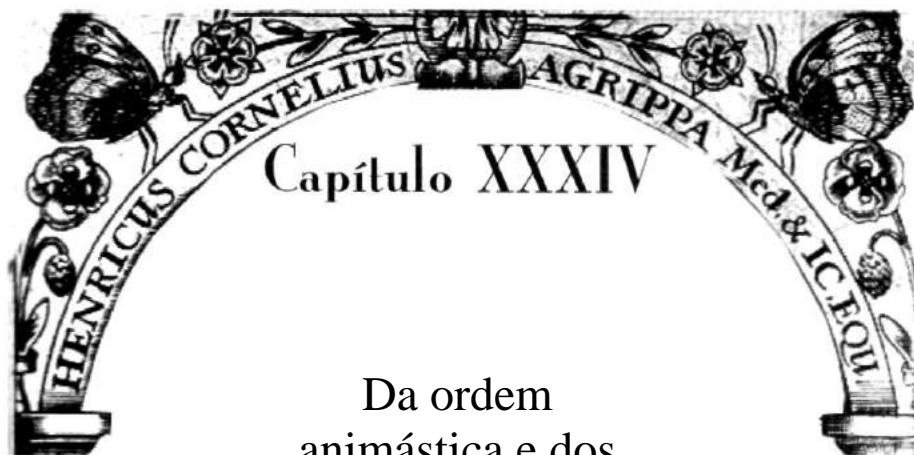 HENRICUS CORNELIUS AGRIPPA Med. & IC. EQU.
Capítulo XXXIV
Da ordem
animástica e dos